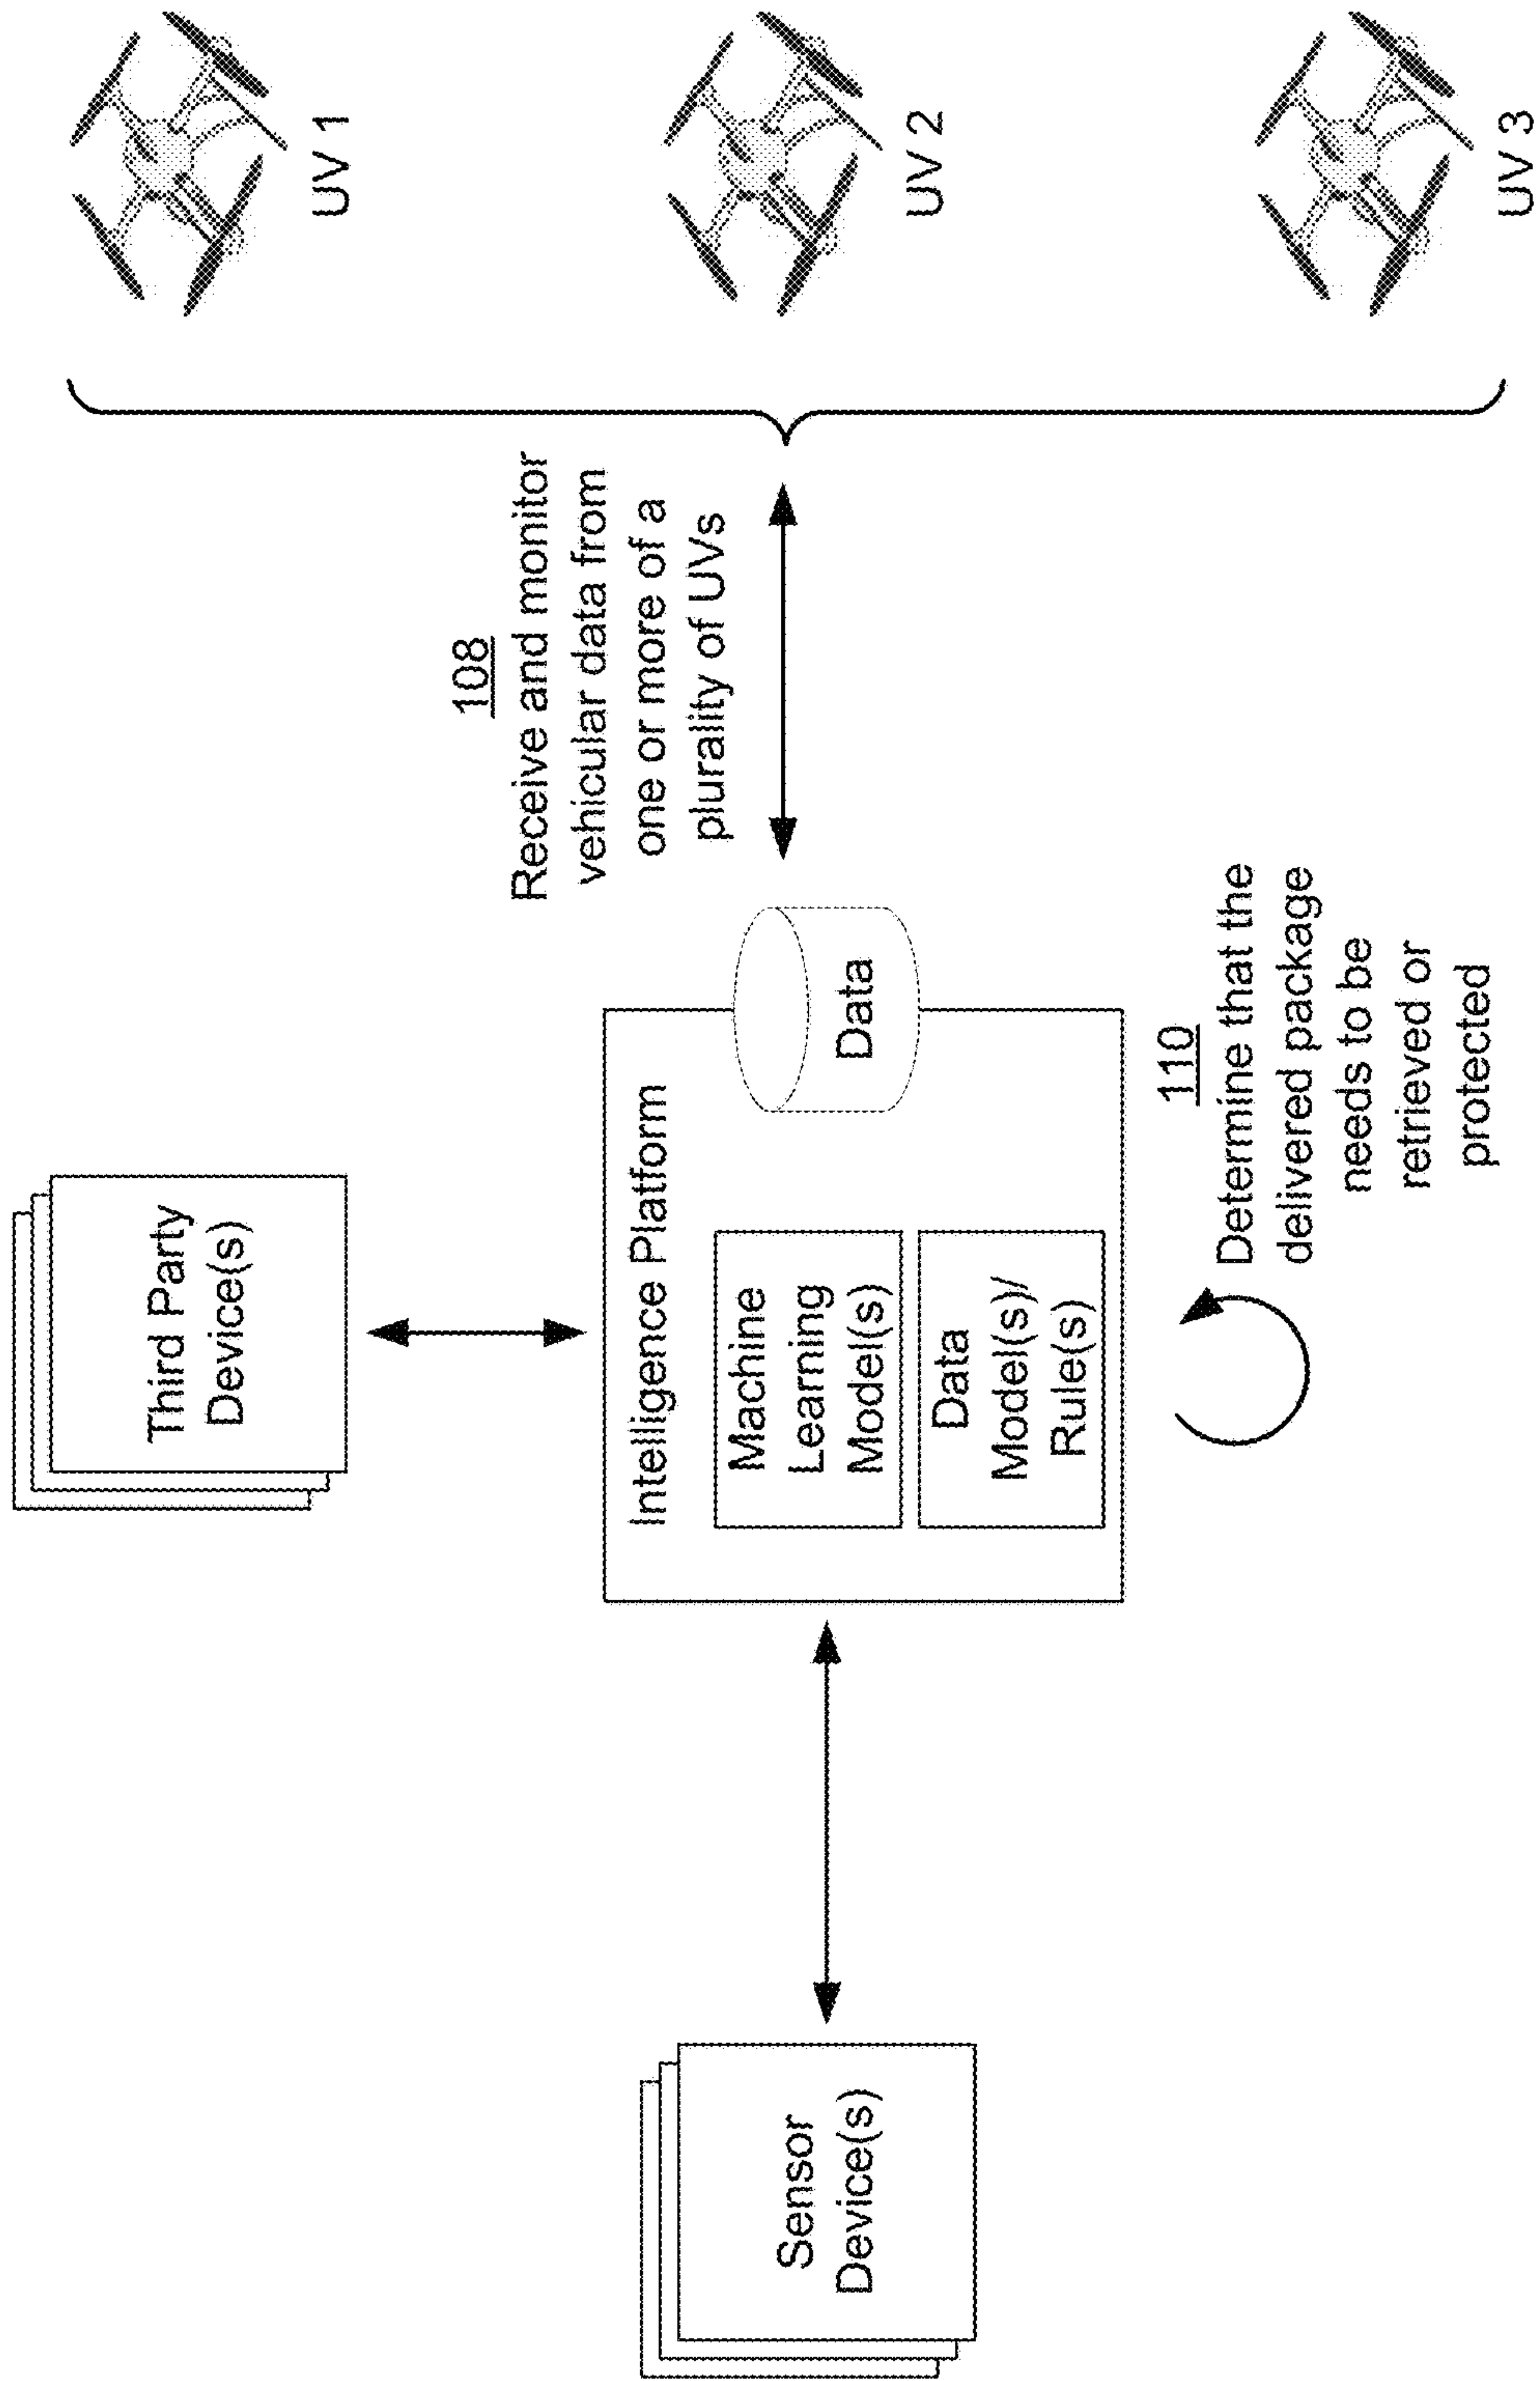 Third Party
Device(s)
108
Receive and monitor
vehicular data from
one or more of a
plurality of UVs
UV 1
UV 2
UV 3
Sensor
Device(s)
Intelligence Platform
Machine
Learning
Model(s)
Data
Model(s)/
Rule(s)
Data
110
Determine that the
delivered package
needs to be
retrieved or
protected